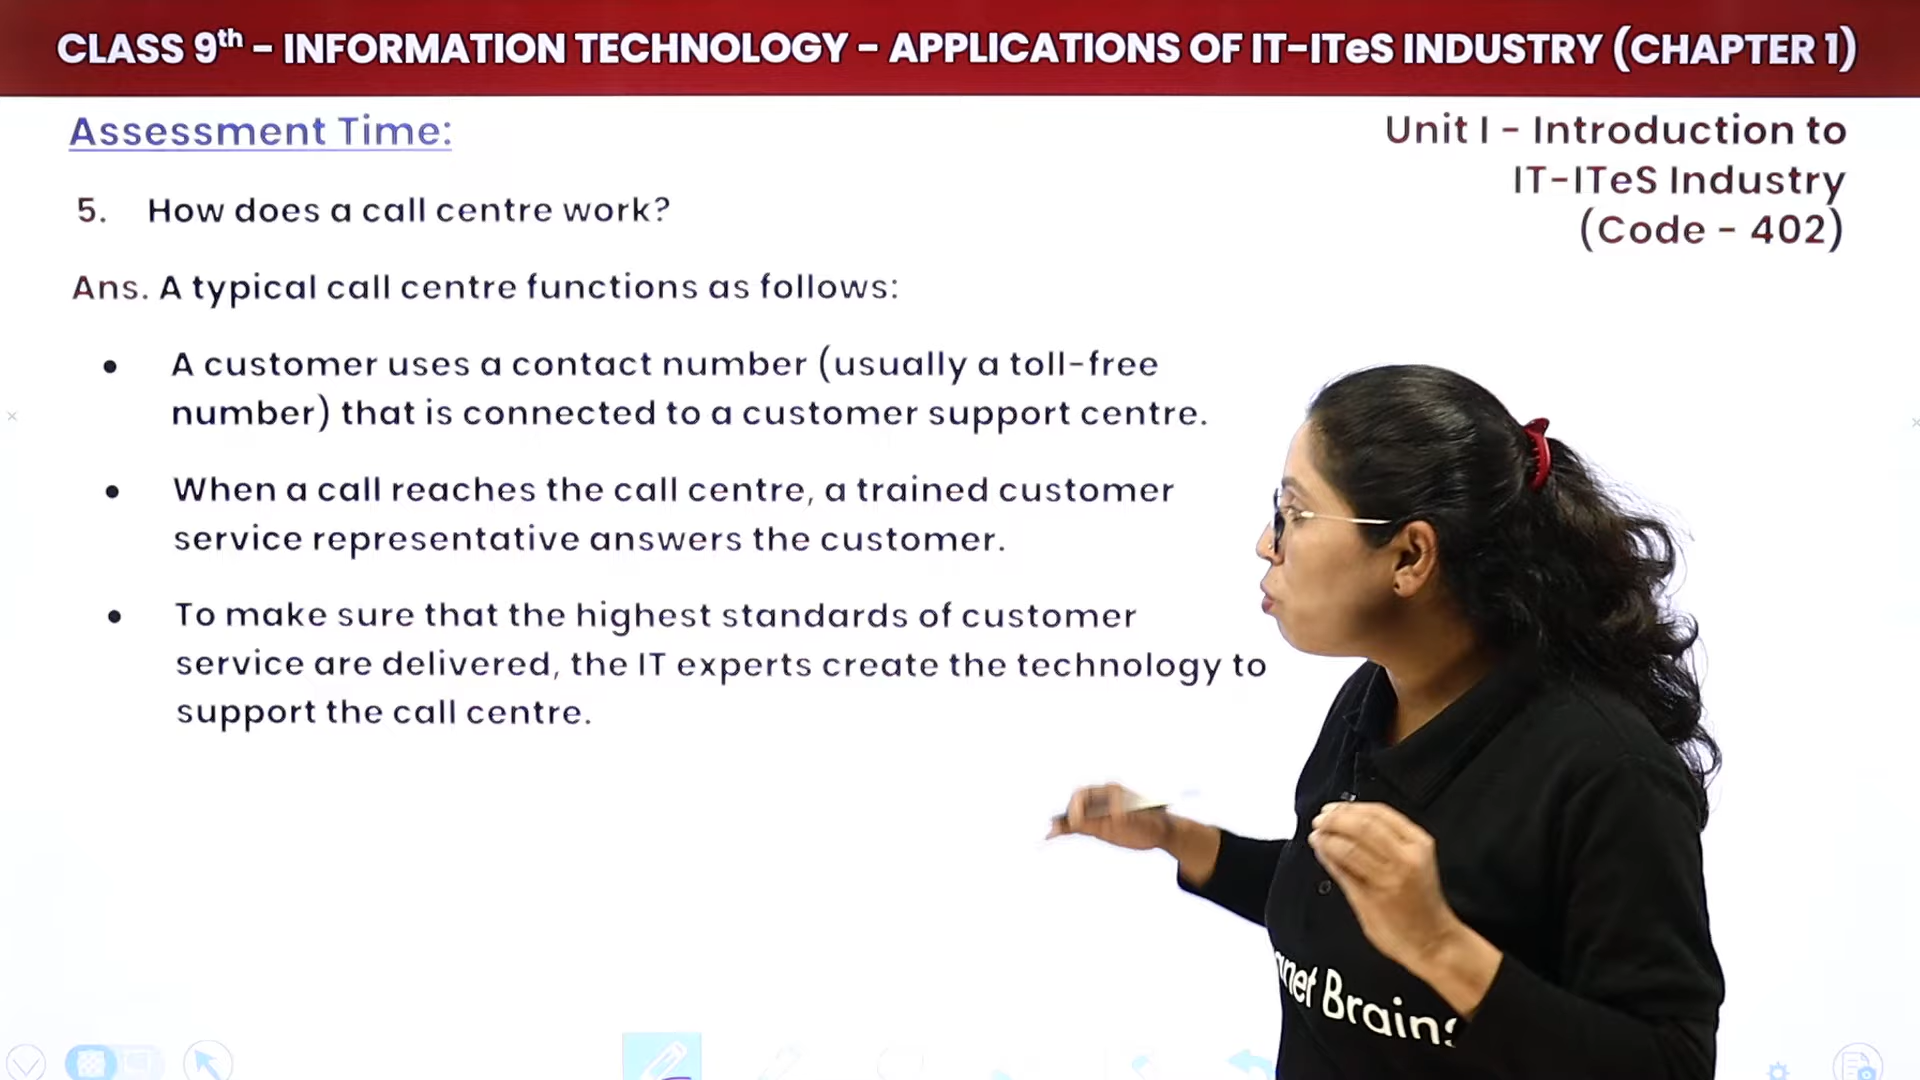 CLASS 9th – INFORMATION TECHNOLOGY – APPLICATIONS OF IT-ITeS INDUSTRY (CHAPTER 1)
Assessment Time:
Unit I – Introduction to
IT-ITeS Industry
(Code – 402)
5. How does a call centre work?
Ans. A typical call centre functions as follows:
• A customer uses a contact number (usually a toll-free
number) that is connected to a customer support centre.
• When a call reaches the call centre, a trained customer
service representative answers the customer.
• To make sure that the highest standards of customer
service are delivered, the IT experts create the technology to
support the call centre.
Brains